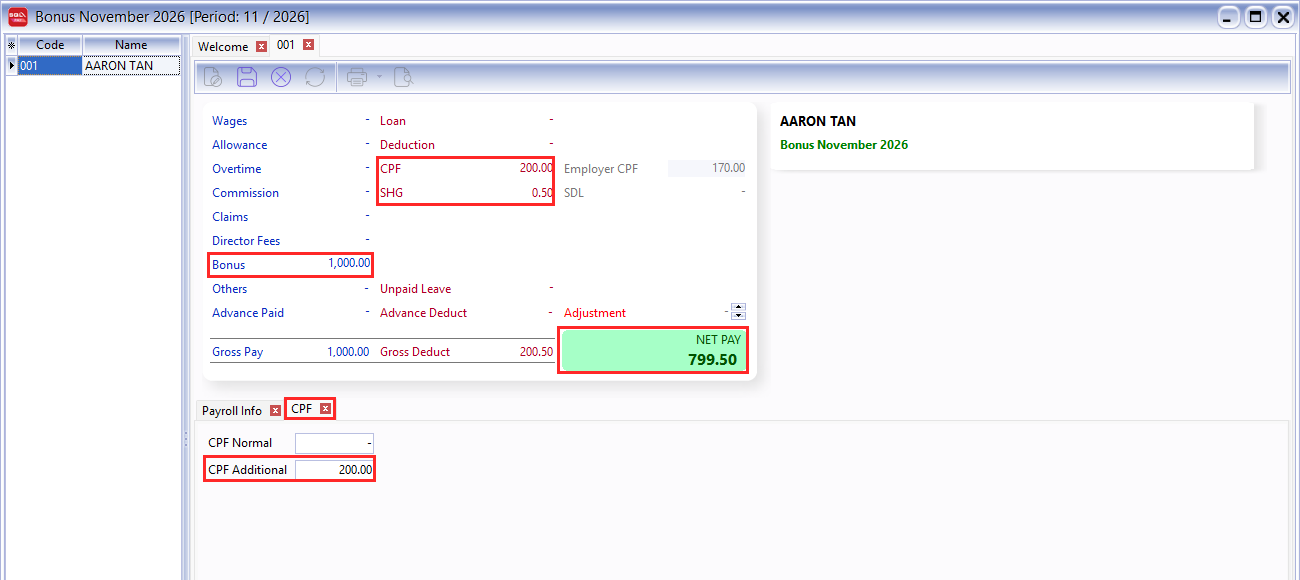 Bonus November 2026 [Period: 11 / 2026]
Code Name
001 AARON TAN
Welcome 001
Wages - Loan -
Allowance - Deduction -
Overtime - CPF 200.00 Employer CPF 170.00
Commission - SHG 0.50 SDL -
Claims -
Director Fees -
Bonus 1,000.00
Others - Unpaid Leave -
Advance Paid - Advance Deduct - Adjustment -
NET PAY
Gross Pay 1,000.00 Gross Deduct 200.50 799.50
AARON TAN
Bonus November 2026
Payroll Info CPF
CPF Normal -
CPF Additional 200.00